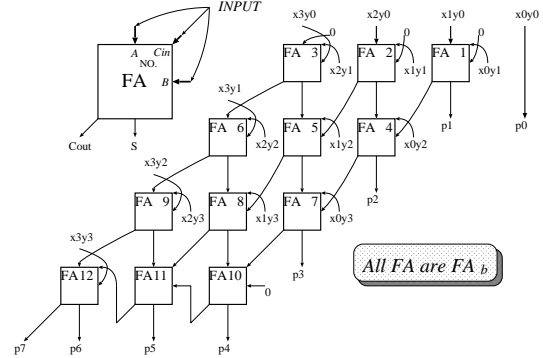 INPUT
x3y0 x2y0 x1y0 x0y0
A Cin
NO.
FA B
0 0 0
FA 3 FA 2 FA 1
x2y1 x1y1 x0y1
x3y1
Cout S
p1 p0
FA 6 FA 5 FA 4
x2y2 x1y2 x0y2
x3y2
p2
FA 9 FA 8 FA 7
x2y3 x1y3 x0y3
x3y3
p3
FA12 FA11 FA10
0
All FA are FA b
p7 p6 p5 p4